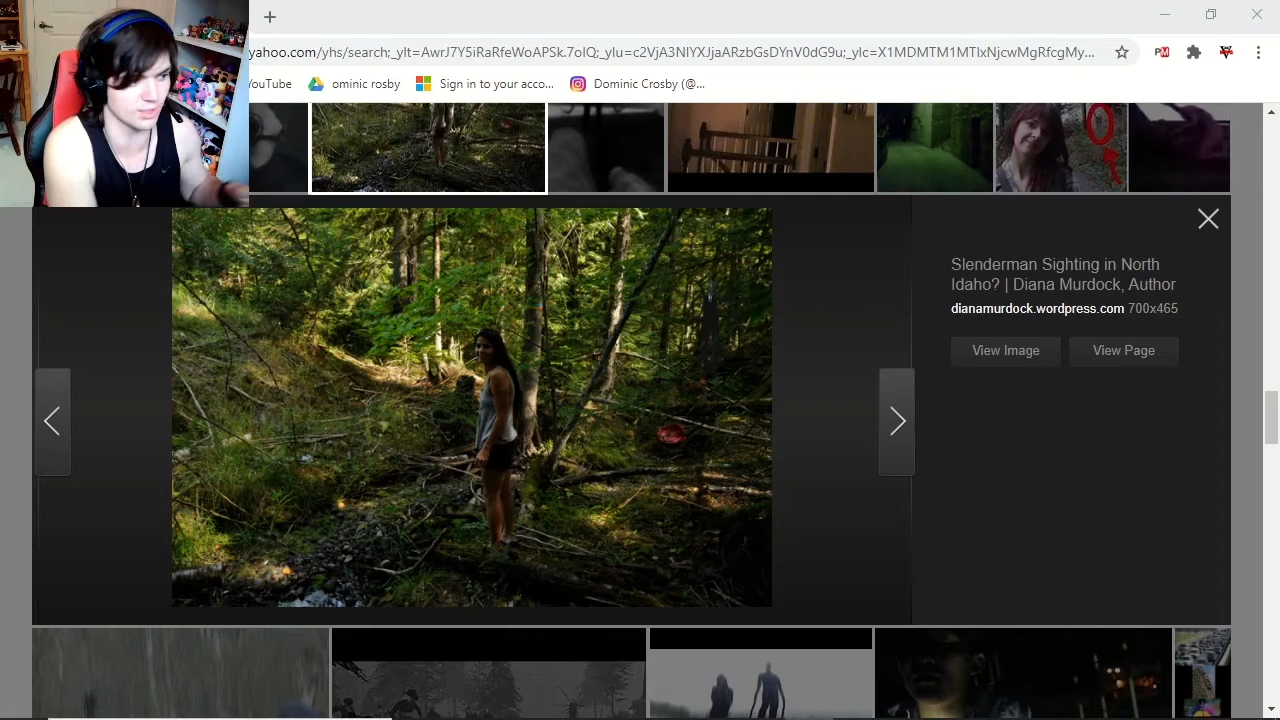 yahoo.com/yhs/search;_ylt=AwrJ7Y5iRaRfeWoAPSk.7olQ;_ylu=c2VjA3NlYXJjaARzbGsDYnV0dG9u;_ylc=X1MDMTM1MTIxNjcwMgRfcgMy...
PM
YouTube
ominic rosby
Sign in to your acco...
Dominic Crosby (@...
Slenderman Sighting in North
Idaho? | Diana Murdock, Author
dianamurdock.wordpress.com 700x465
View Image
View Page